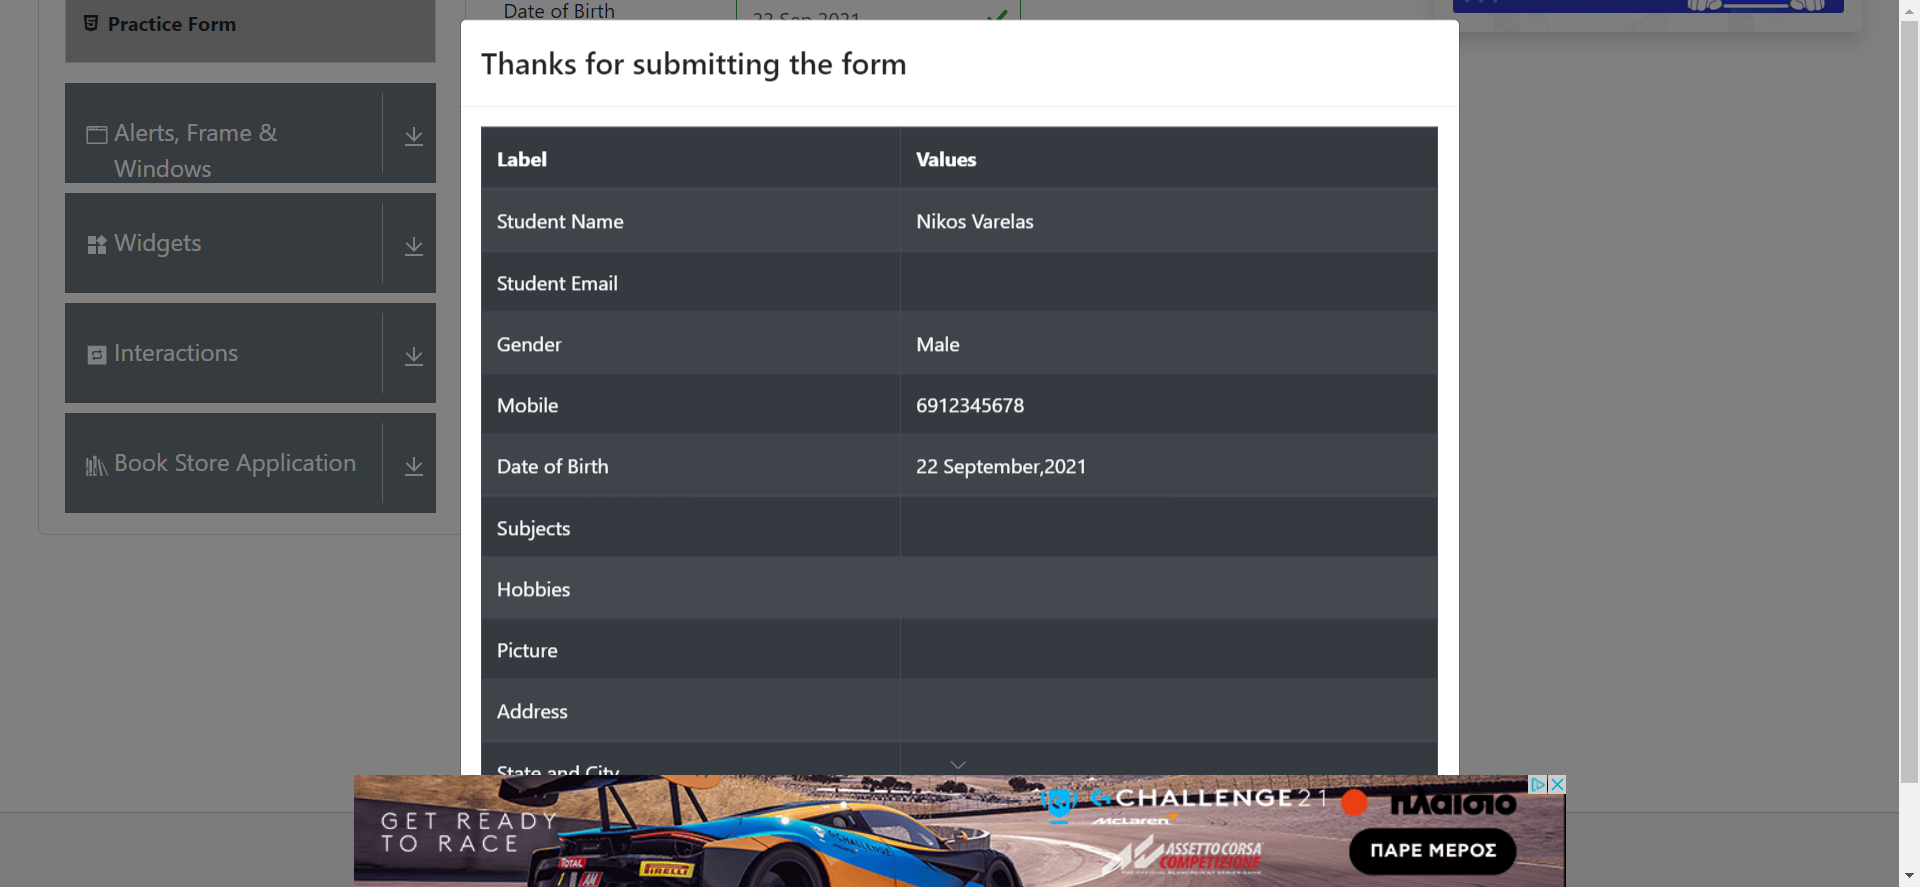 Practice Form
Alerts, Frame &
Windows
Widgets
Interactions
Book Store Application
Date of Birth
22 Sep 2021
Thanks for submitting the form
Label Values
Student Name Nikos Varelas
Student Email
Gender Male
Mobile 6912345678
Date of Birth 22 September,2021
Subjects
Hobbies
Picture
Address
State and City
GET READY
TO RACE
CHALLENGE21
McLaren
ASSETTO CORSA
COMPETIZIONE
πλαίσιο
ΠΑΡΕ ΜΕΡΟΣ
TOTAL
PIRELLI